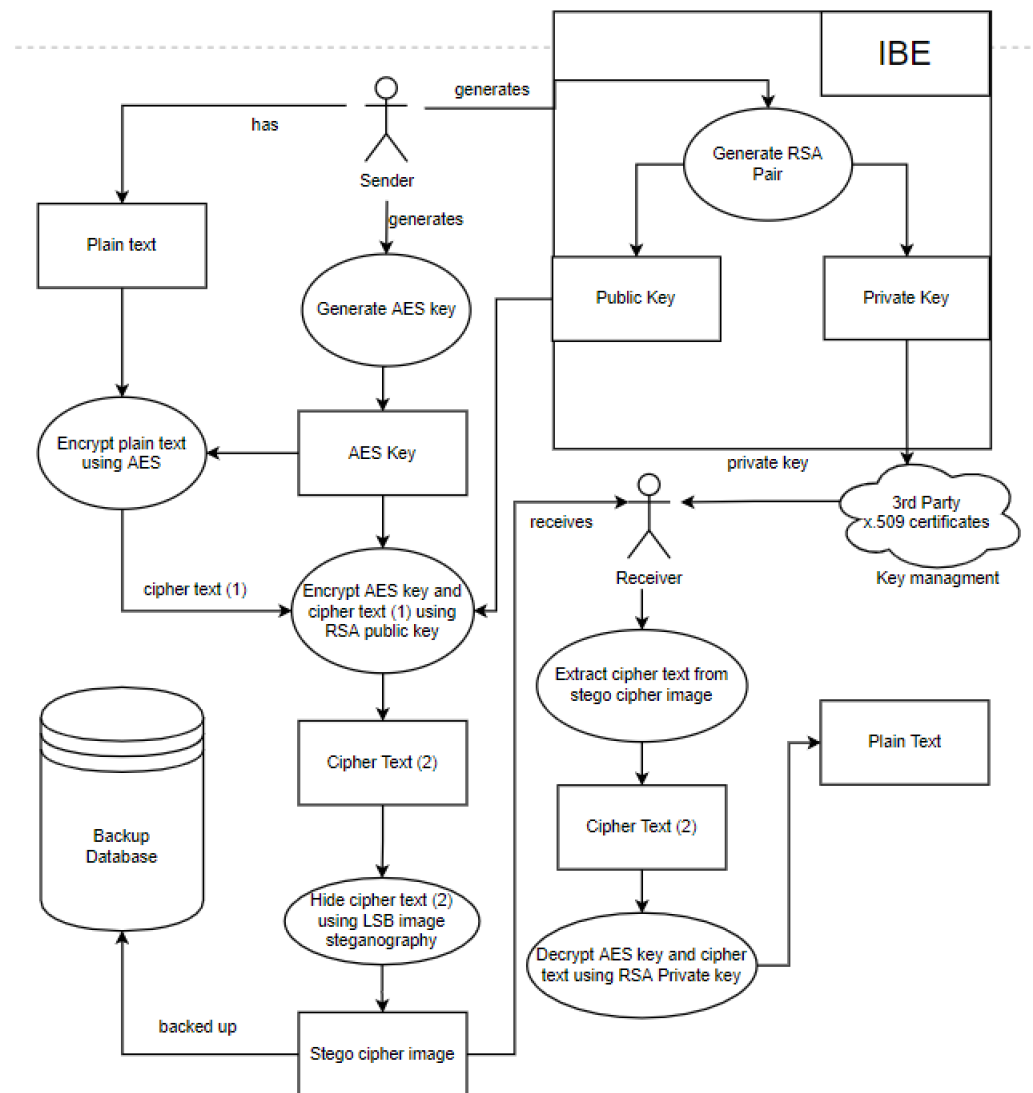 IBE
generates
has
Generate RSA
Pair
Sender
generates
Plain text
Public Key
Private Key
Generate AES key
Encrypt plain text
using AES
AES Key
private key
3rd Party
x.509 certificates
receives
Receiver
Key managment
cipher text (1)
Encrypt AES key and
cipher text (1) using
RSA public key
Extract cipher text from
stego cipher image
Plain Text
Cipher Text (2)
Cipher Text (2)
Backup
Database
Hide cipher text (2)
using LSB image
steganography
Decrypt AES key and cipher
text using RSA Private key
backed up
Stego cipher image